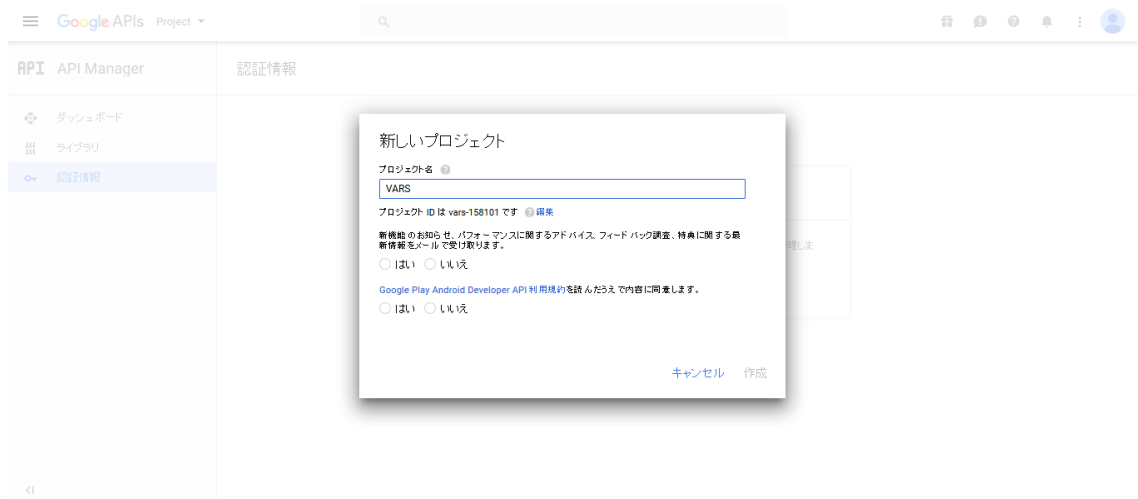 Google APIs Project
API API Manager
認証情報
ダッシュボード
ライブラリ
認証情報
新しいプロジェクト
プロジェクト名
VARS
プロジェクト ID は vars-158101 です 編集
新機能のお知らせ、パフォーマンスに関するアドバイス、フィードバック調査、特典に関する最
新情報をメールで受け取ります。
はい いいえ
Google Play Android Developer API 利用規約を読んだうえで内容に同意します。
はい いいえ
キャンセル 作成
理しま